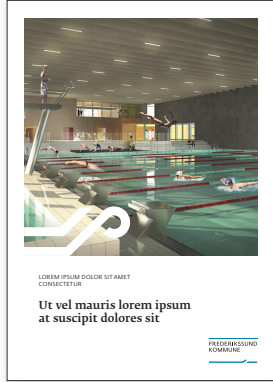 LOREM IPSUM DOLOR SIT AMET
CONSECTETUR
Ut vel mauris lorem ipsum
at suscipit dolores sit
FREDERIKSSUND
KOMMUNE